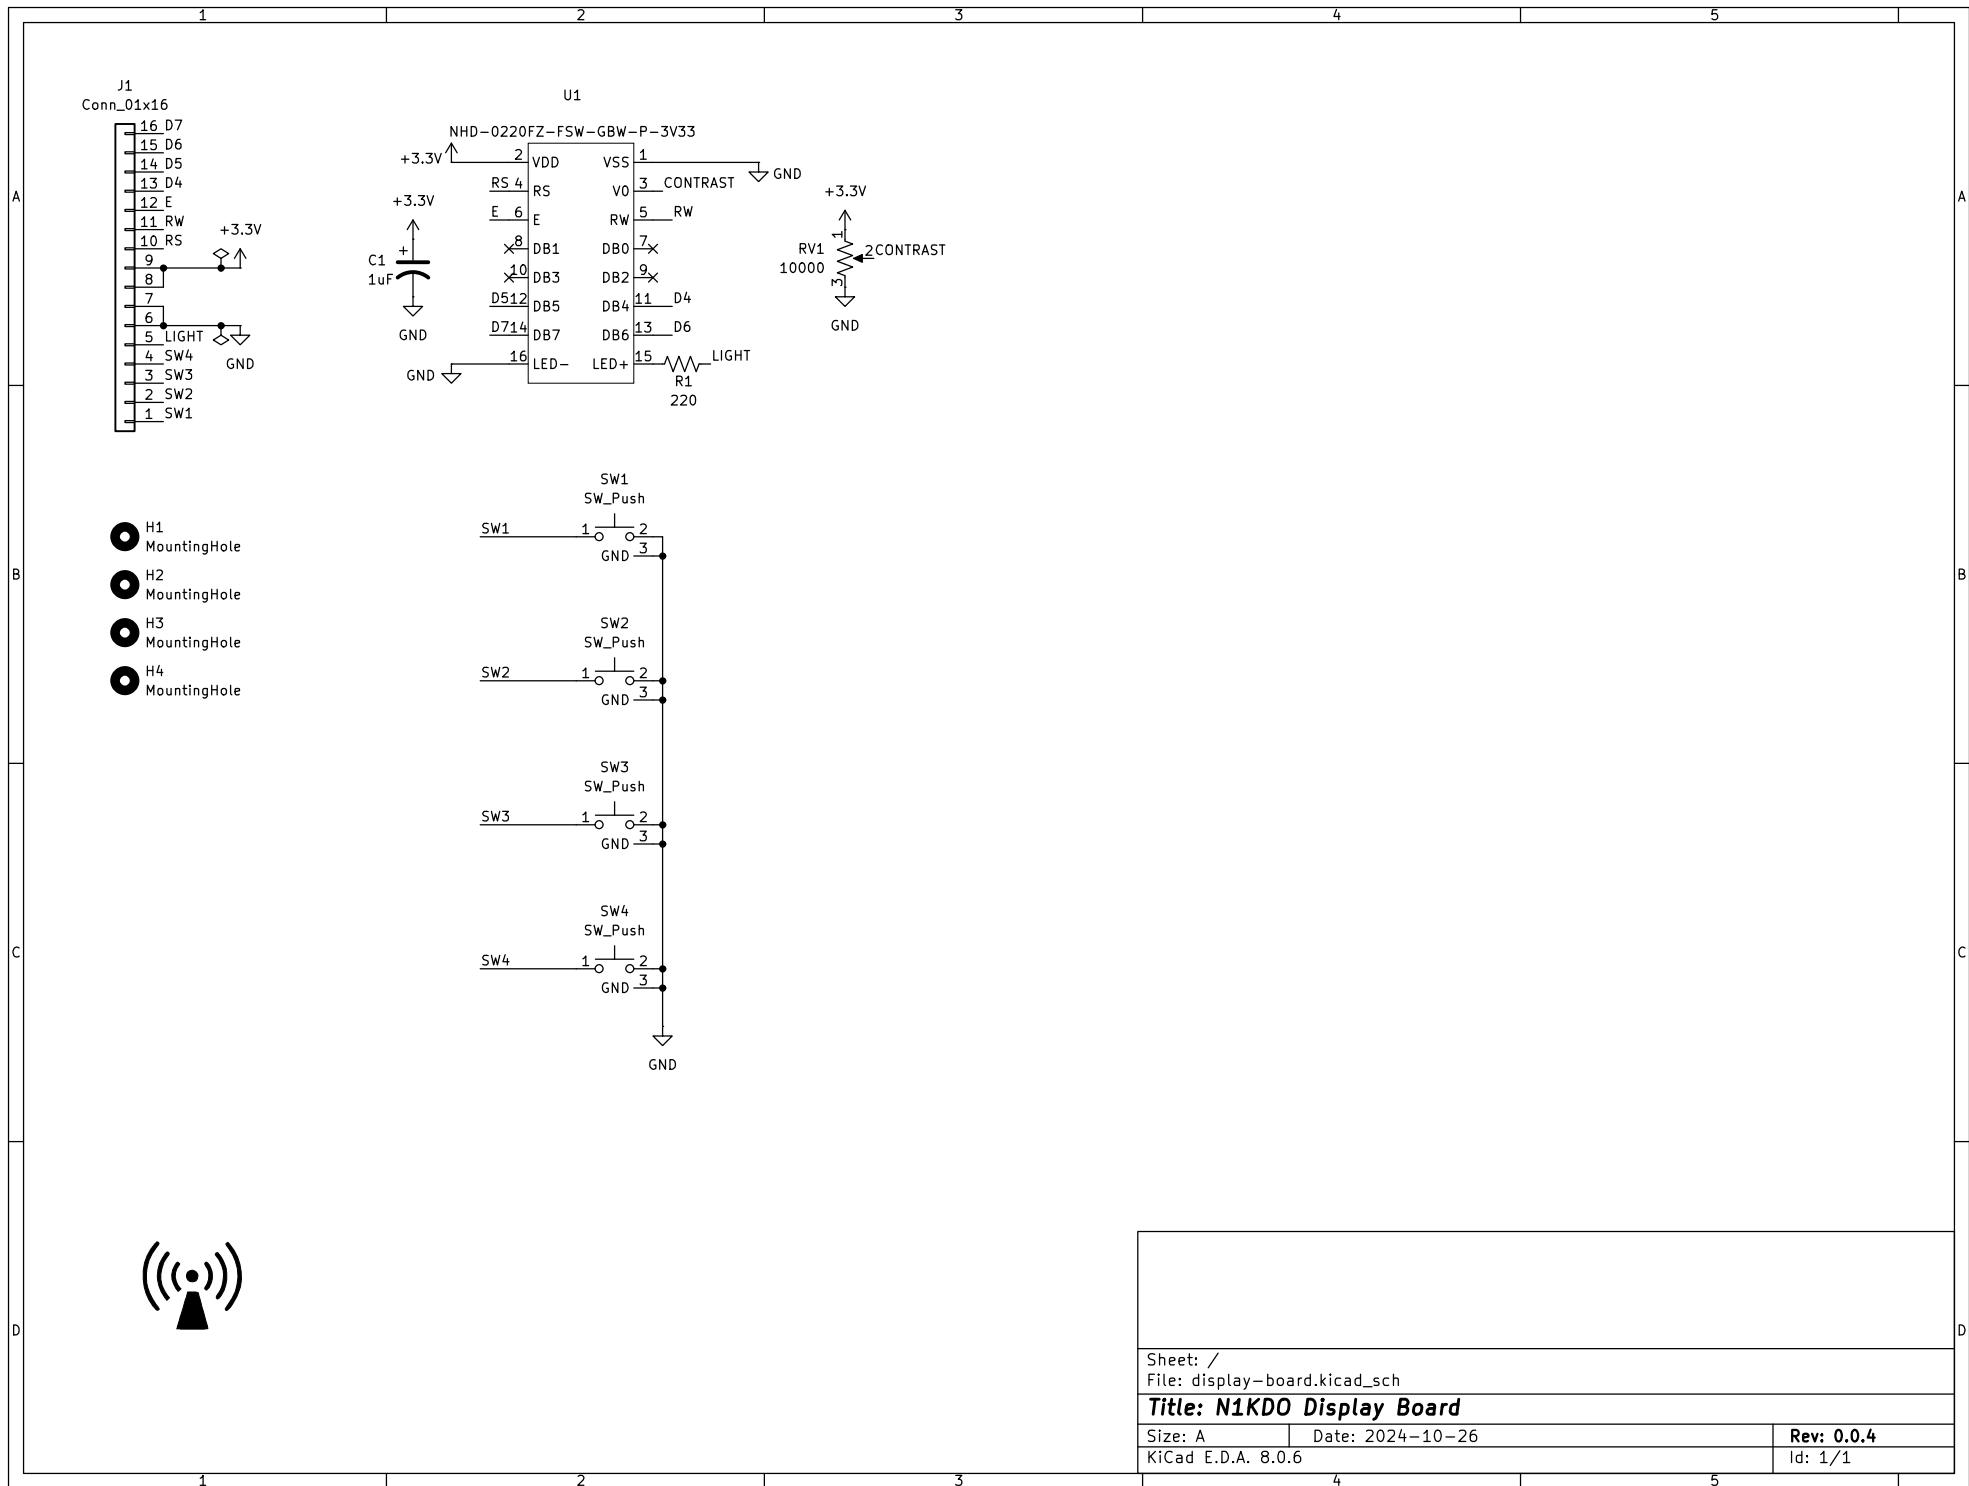 1 2 3 4 5
A A
B B
C C
D D
J1
Conn_01x16
16 D7
15 D6
14 D5
13 D4
12 E
11 RW
10 RS
9
8
7
6
5 LIGHT
4 SW4
3 SW3
2 SW2
1 SW1
+3.3V
GND
U1
NHD-0220FZ-FSW-GBW-P-3V33
+3.3V 2 VDD VSS 1 GND
RS 4 RS V0 3 CONTRAST
E 6 E RW 5 RW
8 DB1 DB0 7
10 DB3 DB2 9
D5 12 DB5 DB4 11 D4
D7 14 DB7 DB6 13 D6
GND 16 LED- LED+ 15 LIGHT
R1
220
+3.3V
+
C1
1uF
GND
+3.3V
1
RV1
10000
2 CONTRAST
3
GND
H1
MountingHole
H2
MountingHole
H3
MountingHole
H4
MountingHole
SW1
SW_Push
SW1 1 2
GND 3
SW2
SW_Push
SW2 1 2
GND 3
SW3
SW_Push
SW3 1 2
GND 3
SW4
SW_Push
SW4 1 2
GND 3
GND
Sheet: /
File: display-board.kicad_sch
Title: N1KDO Display Board
Size: A Date: 2024-10-26 Rev: 0.0.4
KiCad E.D.A. 8.0.6 Id: 1/1
1 2 3 4 5